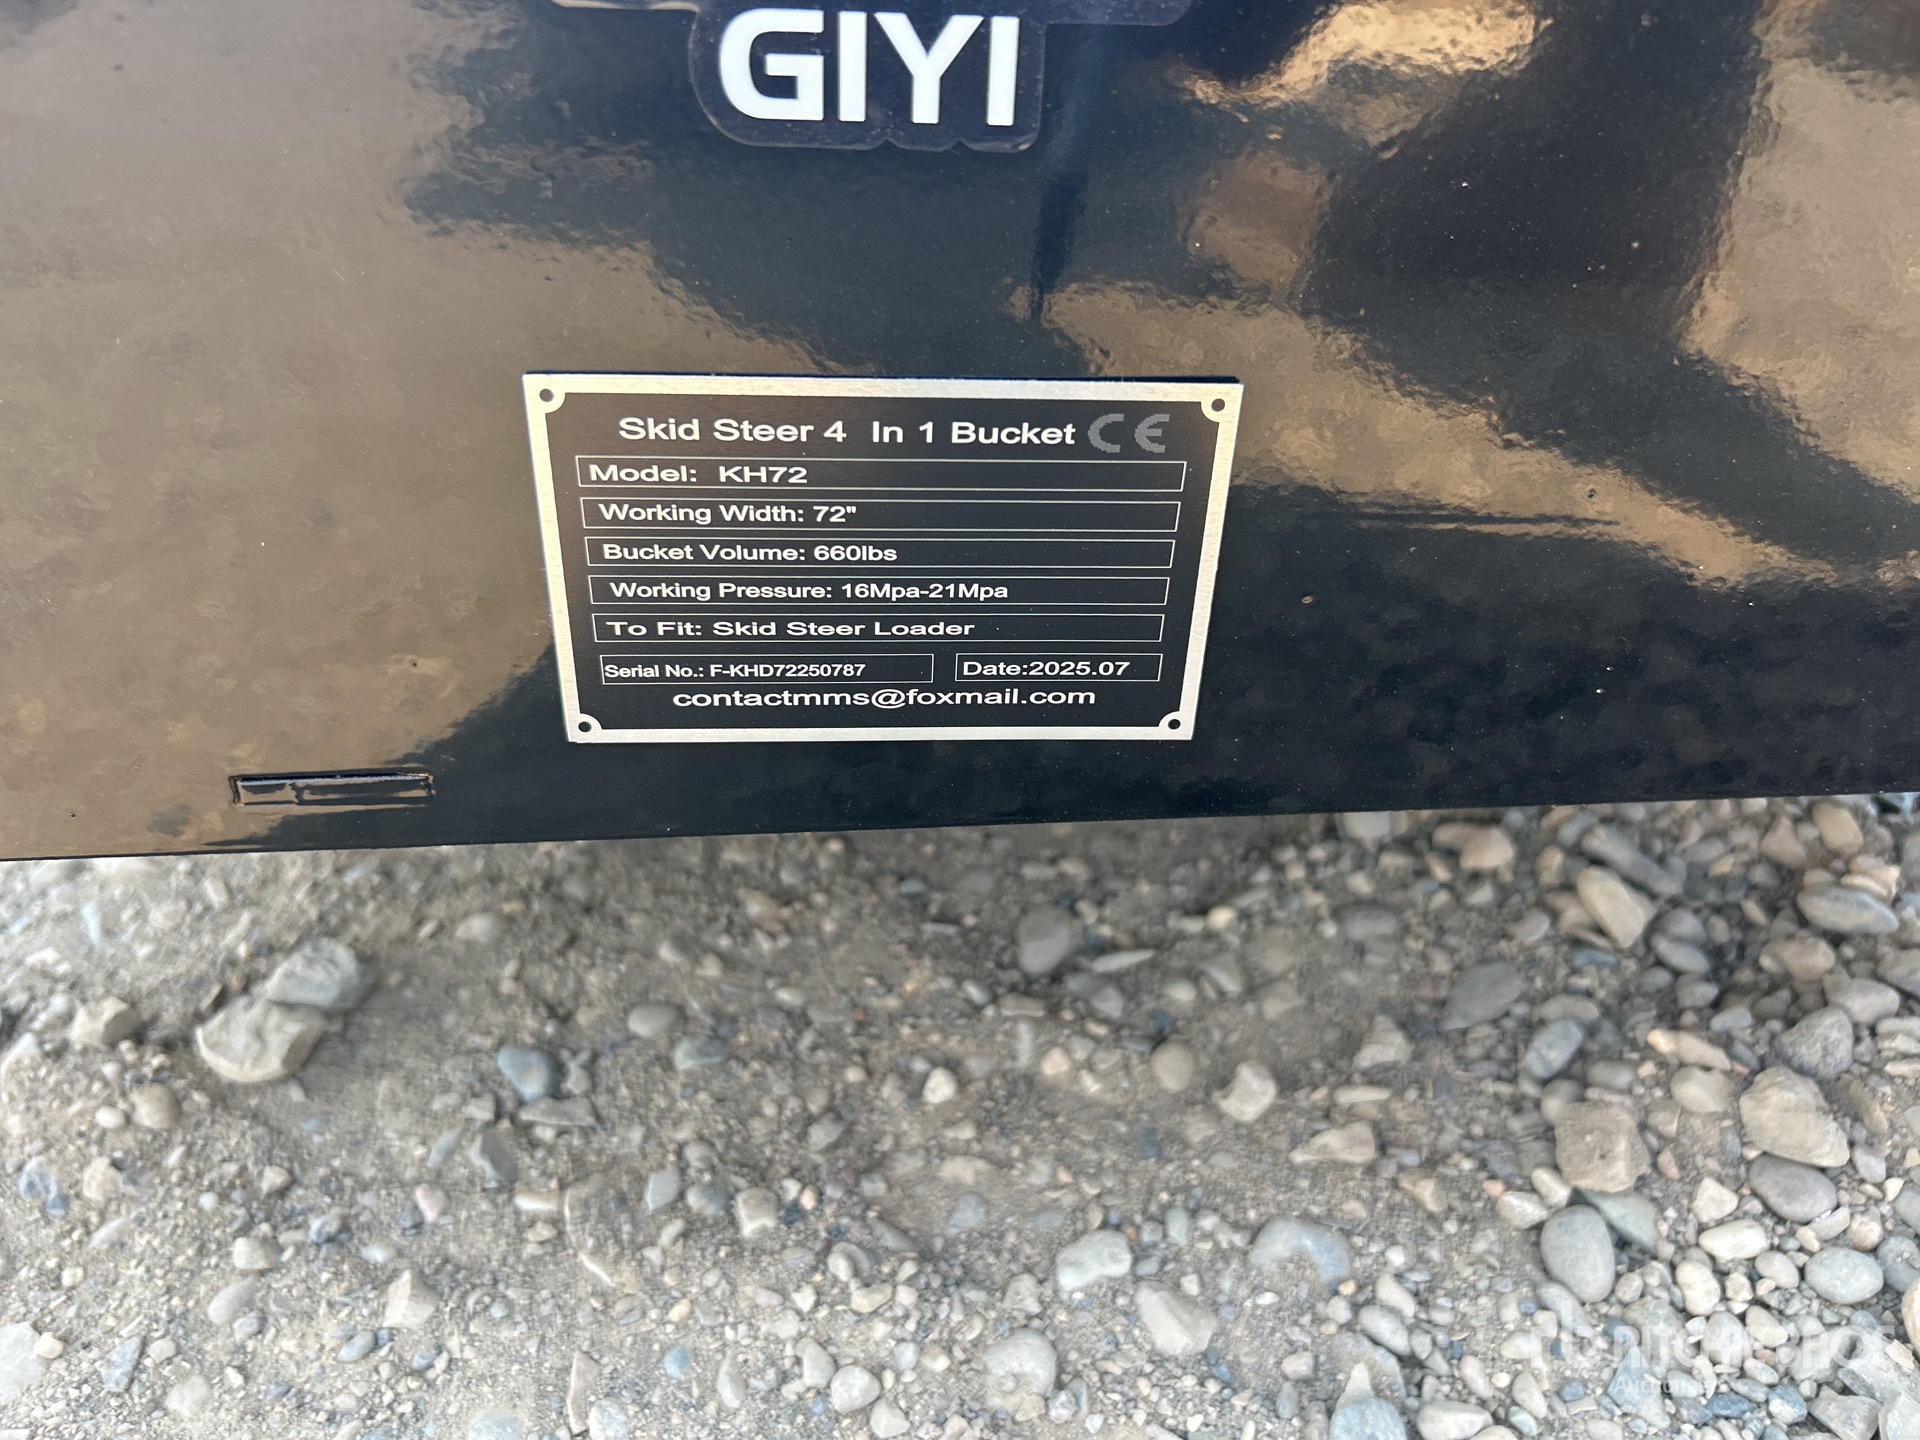 GIYI
Skid Steer 4 In 1 Bucket CE
Model: KH72
Working Width: 72"
Bucket Volume: 660lbs
Working Pressure: 16Mpa-21Mpa
To Fit: Skid Steer Loader
Serial No.: F-KHD72250787 Date:2025.07
contactmms@foxmail.com